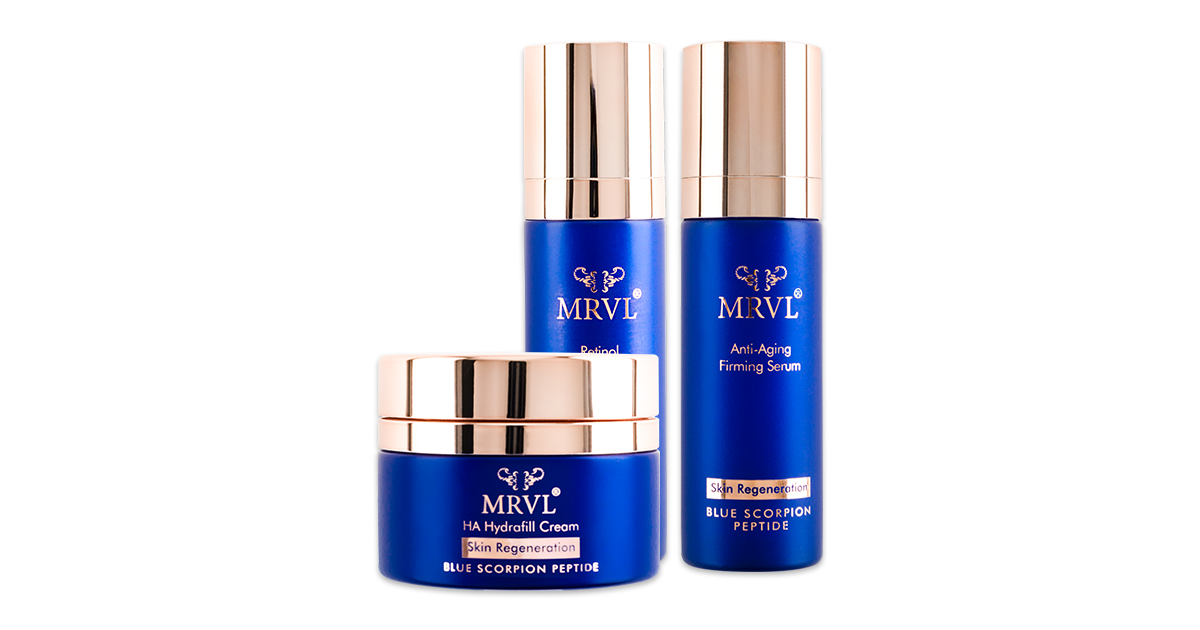 MRVL®
Retinol
MRVL®
Anti-Aging
Firming Serum
Skin Regeneration
BLUE SCORPION
PEPTIDE
MRVL®
HA Hydrafill Cream
Skin Regeneration
BLUE SCORPION PEPTIDE